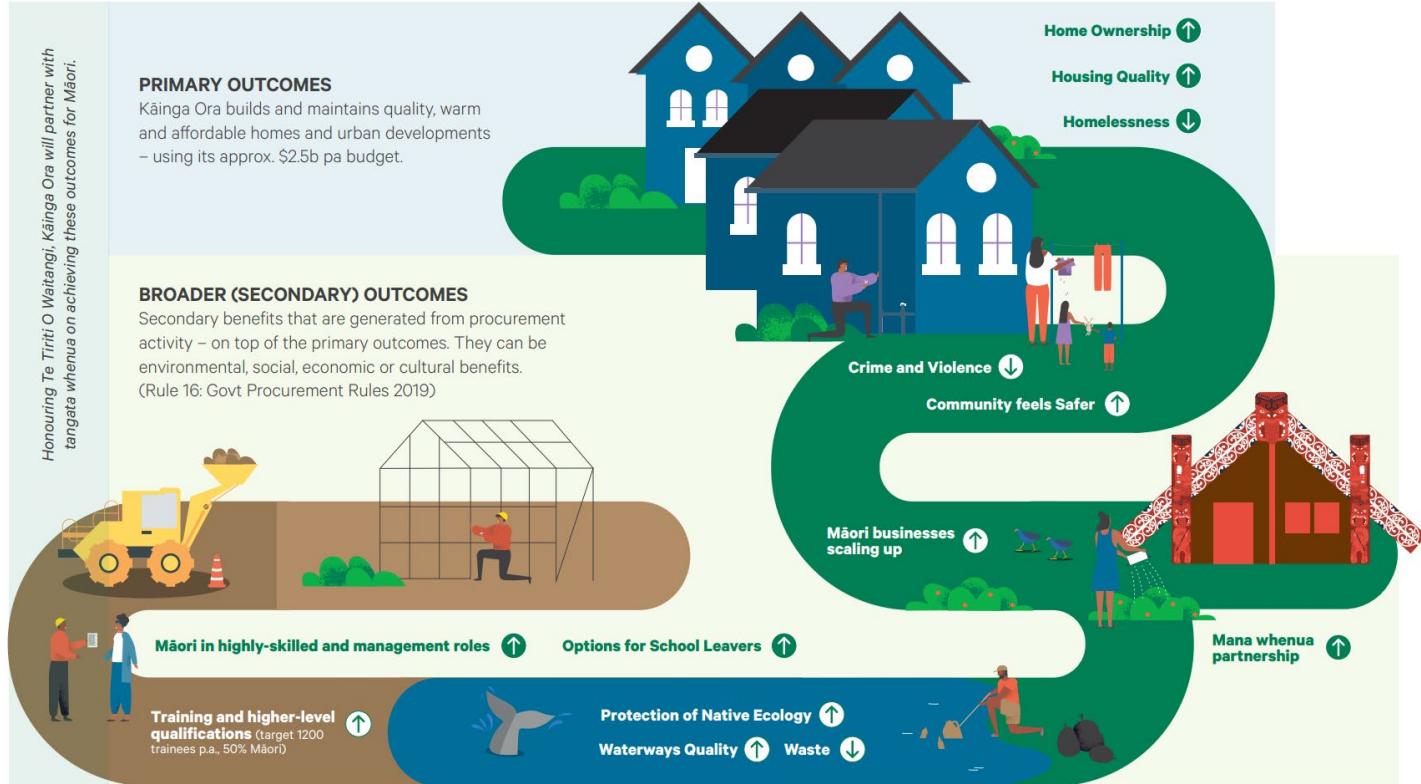 Honouring Te Tiriti O Waitangi, Kāinga Ora will partner with
tangata whenua on achieving these outcomes for Māori.
PRIMARY OUTCOMES
Kāinga Ora builds and maintains quality, warm
and affordable homes and urban developments
– using its approx. $2.5b pa budget.
Home Ownership
Housing Quality
Homelessness
BROADER (SECONDARY) OUTCOMES
Secondary benefits that are generated from procurement
activity – on top of the primary outcomes. They can be
environmental, social, economic or cultural benefits.
(Rule 16: Govt Procurement Rules 2019)
Crime and Violence
Community feels Safer
Māori businesses
scaling up
Māori in highly-skilled and management roles
Options for School Leavers
Mana whenua
partnership
Training and higher-level
qualifications (target 1200
trainees p.a., 50% Māori)
Protection of Native Ecology
Waterways Quality
Waste